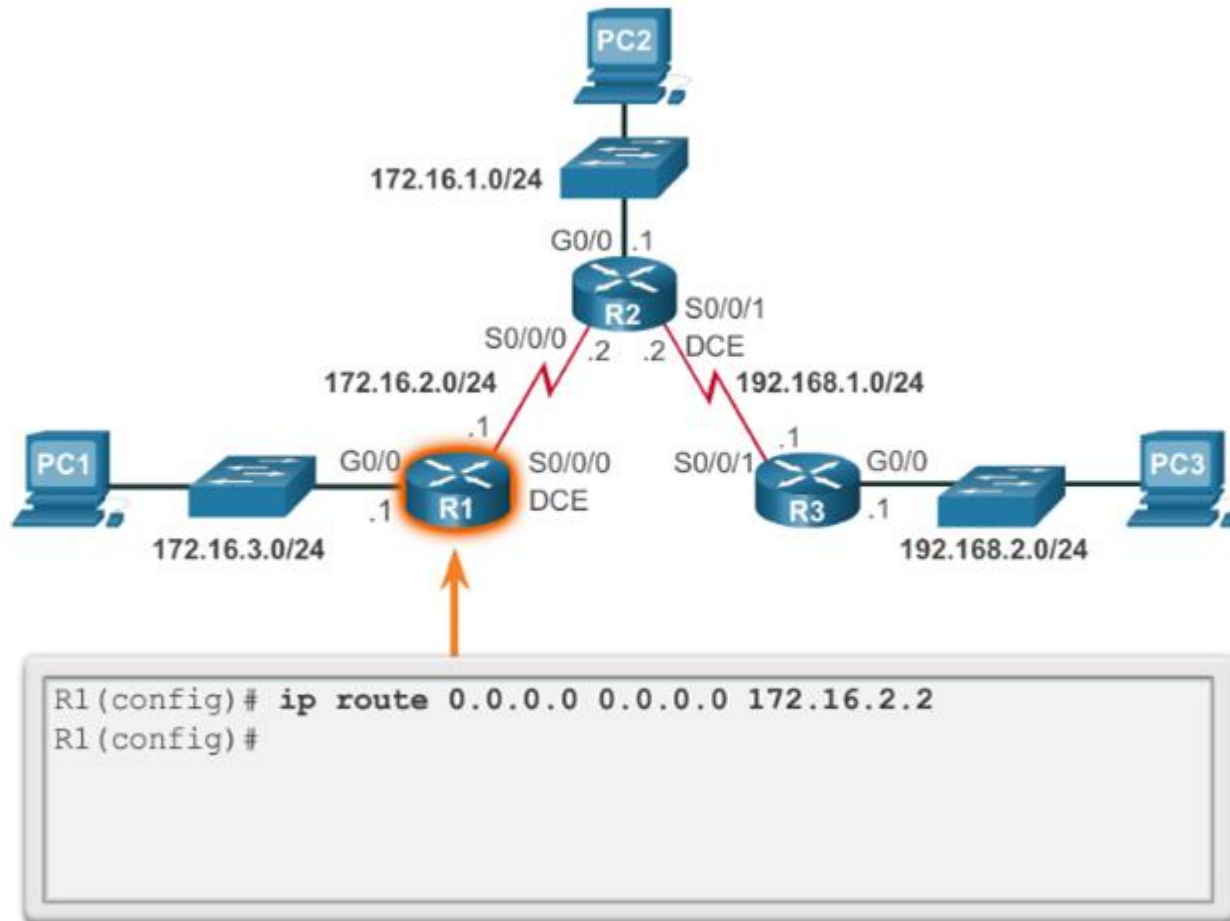 PC2
172.16.1.0/24
G0/0 .1
R2
S0/0/1
DCE
S0/0/0
.2 .2
172.16.2.0/24
192.168.1.0/24
.1
.1
PC1
G0/0
S0/0/0
DCE
R1
.1
S0/0/1
G0/0
R3
.1
PC3
172.16.3.0/24
192.168.2.0/24
R1(config)# ip route 0.0.0.0 0.0.0.0 172.16.2.2
R1(config)#